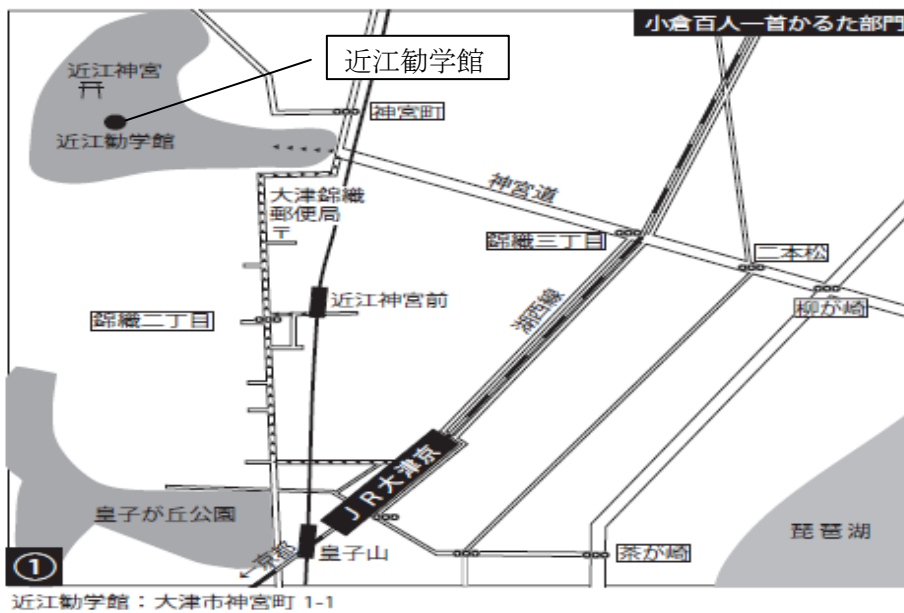 小倉百人一首かるた部門
近江勧学館
近江神宮
近江勧学館
神宮町
大津錦織
郵便局
〒
神宮道
錦織三丁目
二本松
柳が崎
近江神宮前
錦織二丁目
湖西線
JR大津京
皇子が丘公園
皇子山
←京都
茶が崎
琵琶湖
①
近江勧学館：大津市神宮町 1-1